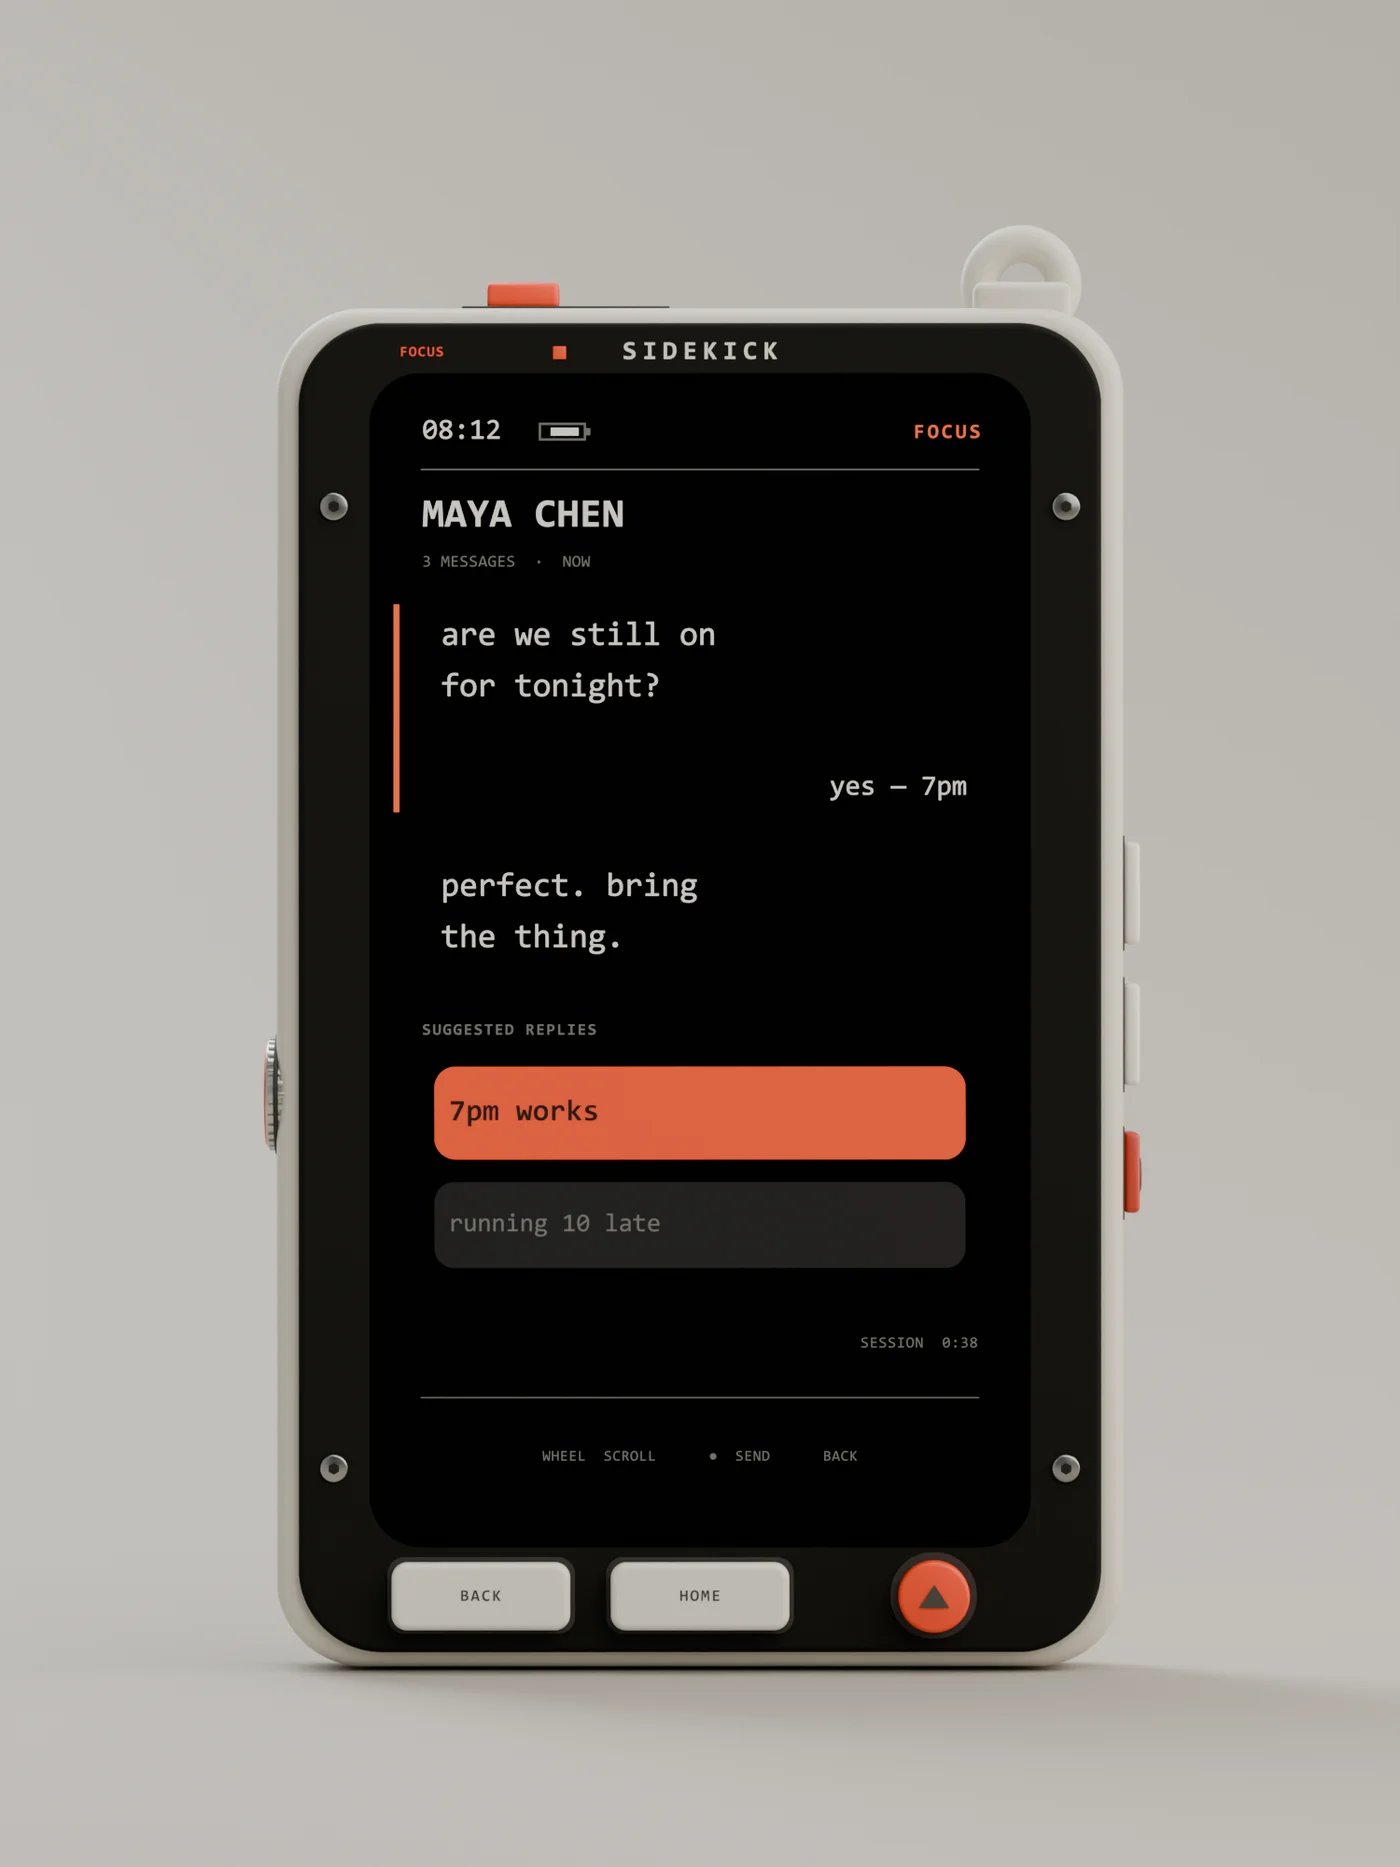 FOCUS SIDEKICK
08:12 FOCUS
MAYA CHEN
3 MESSAGES · NOW
are we still on
for tonight?
yes — 7pm
perfect. bring
the thing.
SUGGESTED REPLIES
7pm works
running 10 late
SESSION 0:38
WHEEL SCROLL ● SEND BACK
BACK HOME